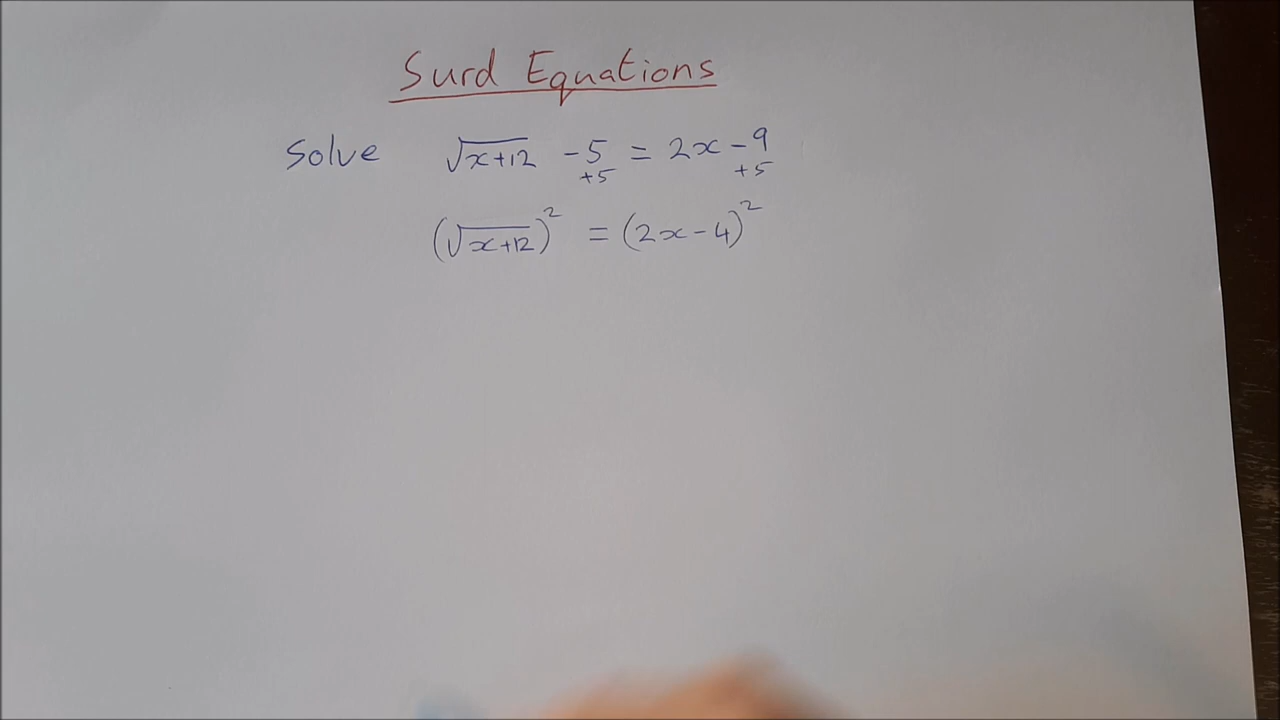 Surd Equations
Solve √(x+12) -5 = 2x -9
+5 +5
(√(x+12))² = (2x-4)²